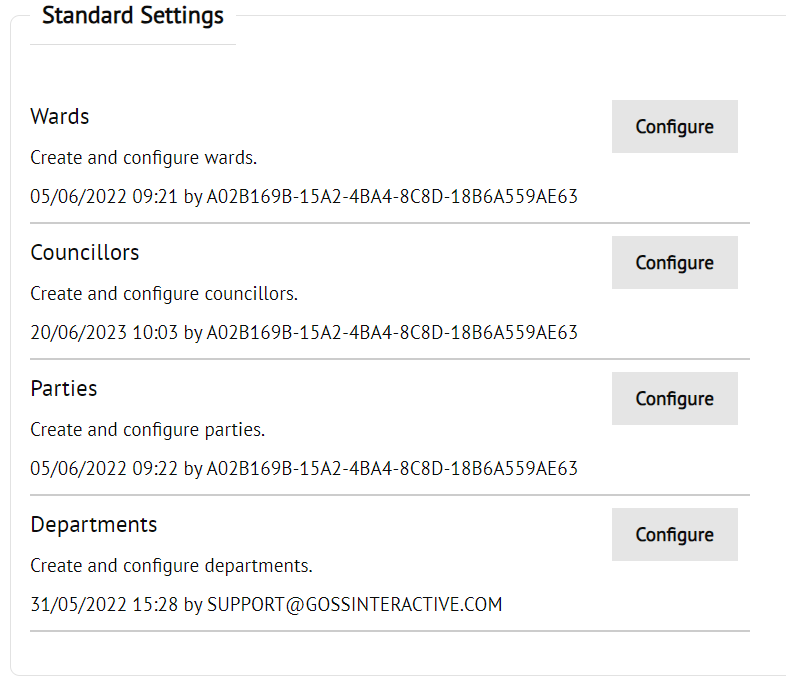 Standard Settings
Wards
Configure
Create and configure wards.
05/06/2022 09:21 by A02B169B-15A2-4BA4-8C8D-18B6A559AE63
Councillors
Configure
Create and configure councillors.
20/06/2023 10:03 by A02B169B-15A2-4BA4-8C8D-18B6A559AE63
Parties
Configure
Create and configure parties.
05/06/2022 09:22 by A02B169B-15A2-4BA4-8C8D-18B6A559AE63
Departments
Configure
Create and configure departments.
31/05/2022 15:28 by SUPPORT@GOSSINTERACTIVE.COM